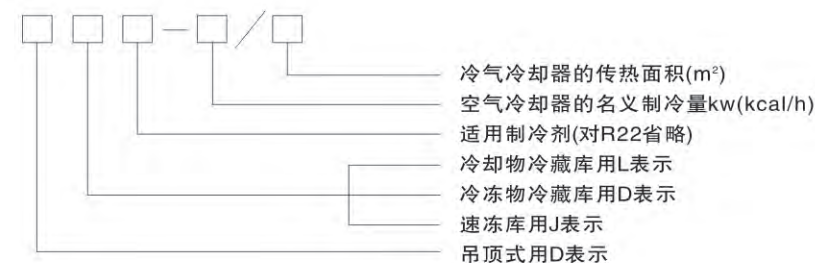 冷气冷却器的传热面积(m²)
空气冷却器的名义制冷量kw(kcal/h)
适用制冷剂(对R22省略)
冷却物冷藏库用L表示
冷冻物冷藏库用D表示
速冻库用J表示
吊顶式用D表示